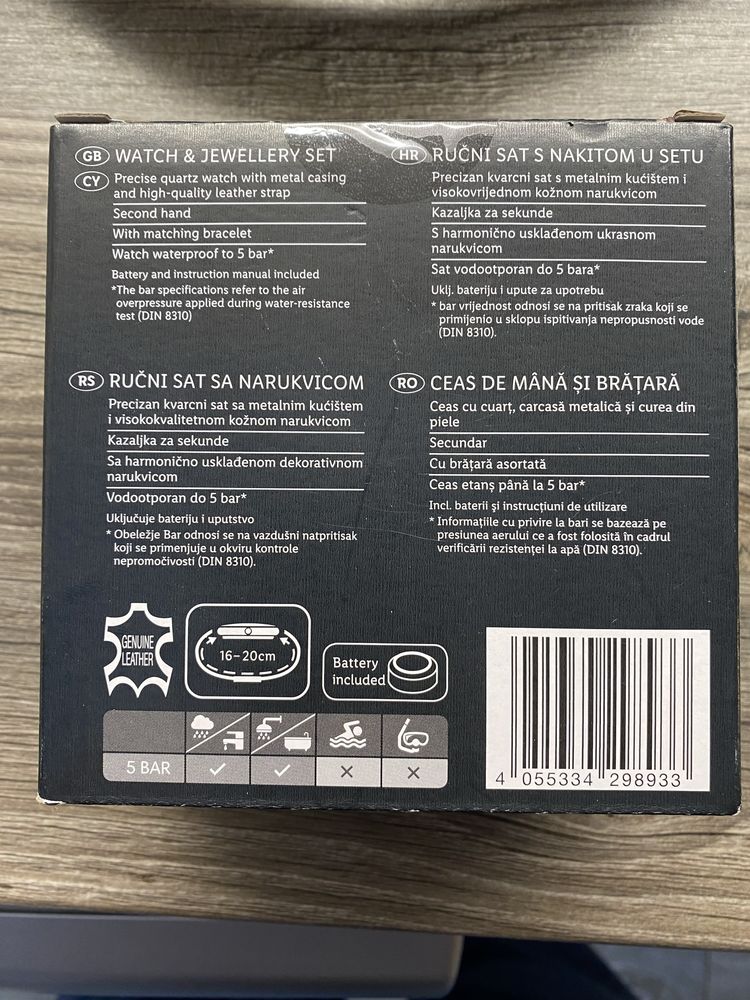 GB WATCH & JEWELLERY SET
CY Precise quartz watch with metal casing
and high-quality leather strap
Second hand
With matching bracelet
Watch waterproof to 5 bar*
Battery and instruction manual included
*The bar specifications refer to the air
overpressure applied during water-resistance
test (DIN 8310)
HR RUČNI SAT S NAKITOM U SETU
Precizan kvarcni sat s metalnim kućištem i
visokovrijednom kožnom narukvicom
Kazaljka za sekunde
S harmonično usklađenom ukrasnom
narukvicom
Sat vodootporan do 5 bara*
Uklj. bateriju i upute za upotrebu
* bar vrijednost odnosi se na pritisak zraka koji se
primijenio u sklopu ispitivanja nepropusnosti vode
(DIN 8310).
RS RUČNI SAT SA NARUKVICOM
Precizan kvarcni sat sa metalnim kućištem
i visokokvalitetnom kožnom narukvicom
Kazaljka za sekunde
Sa harmonično usklađenom dekorativnom
narukvicom
Vodootporan do 5 bar*
Uključuje bateriju i uputstvo
* Obeležje Bar odnosi se na vazdušni natpritisak
koji se primenjuje u okviru kontrole
nepromočivosti (DIN 8310).
RO CEAS DE MÂNĂ ȘI BRĂȚARĂ
Ceas cu cuarț, carcasă metalică și curea din
piele
Secundar
Cu brățară asortată
Ceas etanș până la 5 bar*
Incl. baterii și instrucțiuni de utilizare
* Informațiile cu privire la bari se bazează pe
presiunea aerului ce a fost folosită în cadrul
verificării rezistenței la apă (DIN 8310).
GENUINE
LEATHER
16–20cm
Battery
included
5 BAR
4 055334 298933